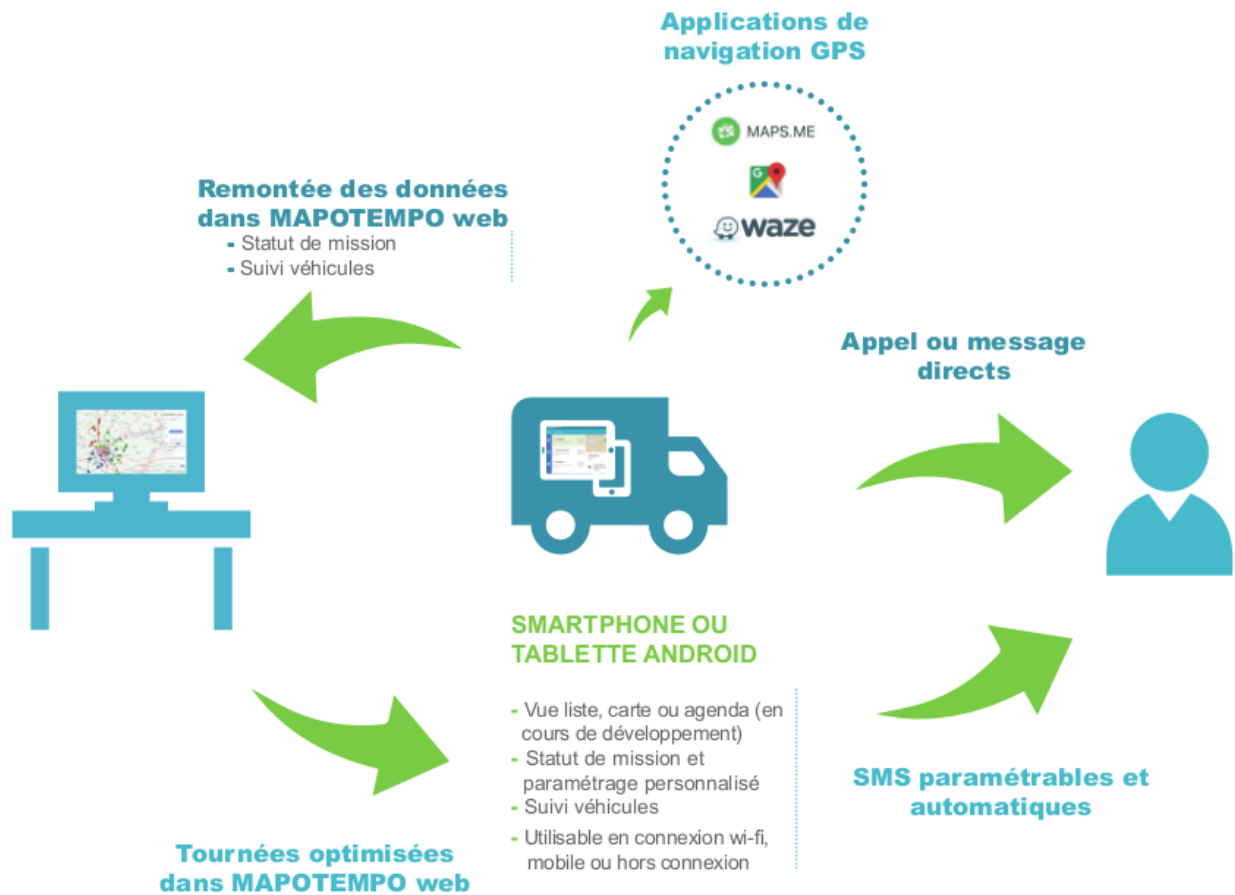 Applications de
navigation GPS
MAPS.ME
G
waze
Remontée des données
dans MAPOTEMPO web
- Statut de mission
- Suivi véhicules
Appel ou message
directs
SMARTPHONE OU
TABLETTE ANDROID
- Vue liste, carte ou agenda (en
cours de développement)
- Statut de mission et
paramétrage personnalisé
- Suivi véhicules
- Utilisable en connexion wi-fi,
mobile ou hors connexion
SMS paramétrables et
automatiques
Tournées optimisées
dans MAPOTEMPO web